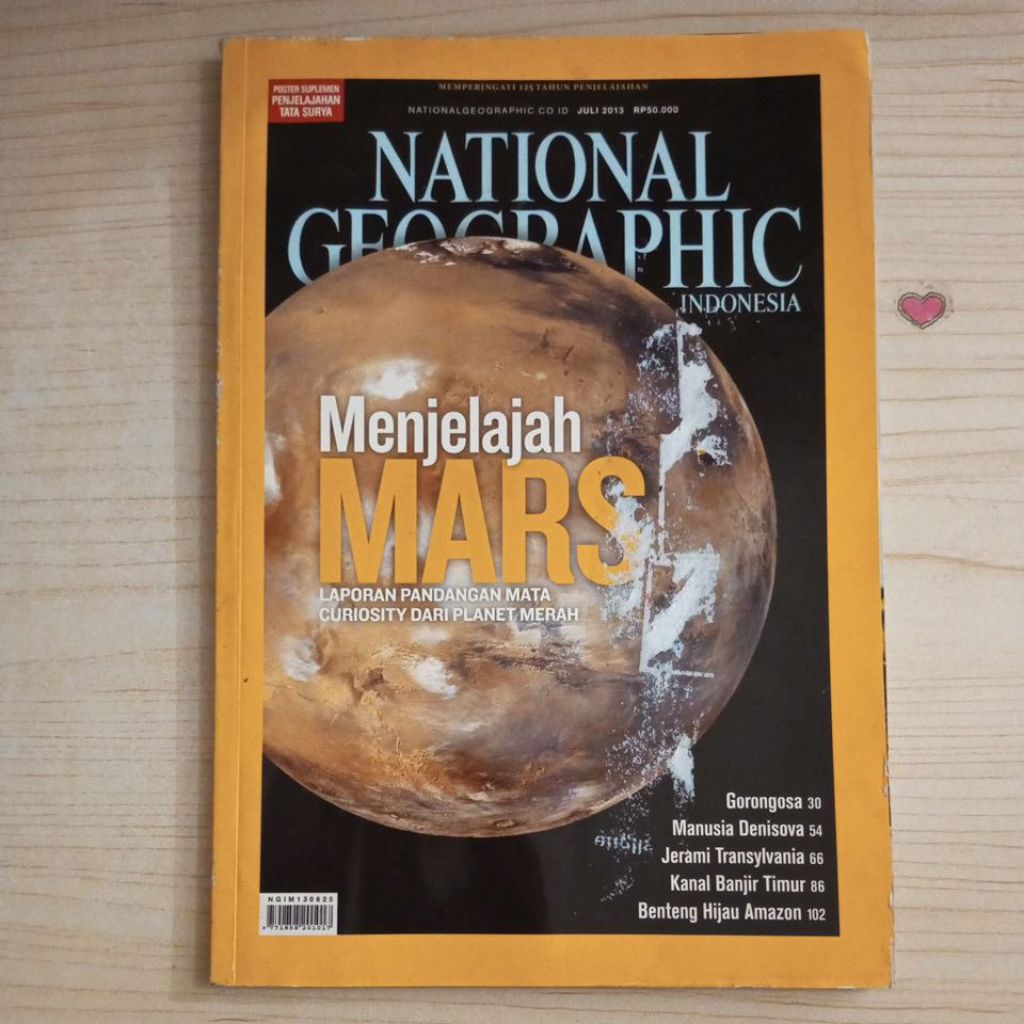 POSTER SUPLEMEN
PENJELAJAHAN
TATA SURYA
MEMPERINGATI 125 TAHUN PENJELAJAHAN
NATIONALGEOGRAPHIC.CO.ID JULI 2013 RP50.000
NATIONAL
GEOGRAPHIC
INDONESIA
Menjelajah
MARS
LAPORAN PANDANGAN MATA
CURIOSITY DARI PLANET MERAH
Gorongosa 30
Manusia Denisova 54
Jerami Transylvania 66
Kanal Banjir Timur 86
Benteng Hijau Amazon 102
NGIM130625